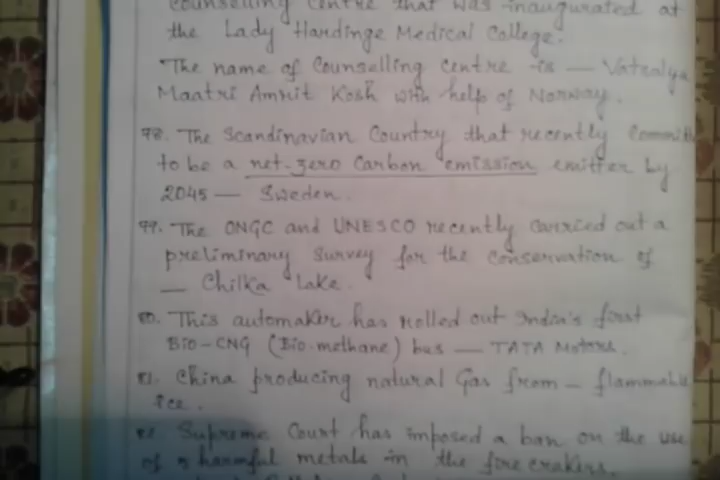 Counselling Centre that was inaugurated at
the Lady Hardinge Medical College.
The name of Counselling centre is — Vatsalya
Maatri Amrit Kosh with help of Norway.
78. The Scandinavian Country that recently Commit
to be a net-zero Carbon emission emitter by
2045 — Sweden.
79. The ONGC and UNESCO recently carried out a
preliminary Survey for the conservation of
— Chilka Lake.
80. This automaker has rolled out India's first
Bio-CNG (Bio-methane) bus — TATA Motors.
81. China producing natural Gas from — flammable
ice.
Supreme Court has imposed a ban on the use
of 5 harmful metals in the fire crakers.